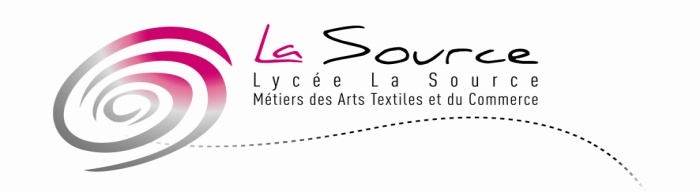 La Source
Lycée La Source
Métiers des Arts Textiles et du Commerce